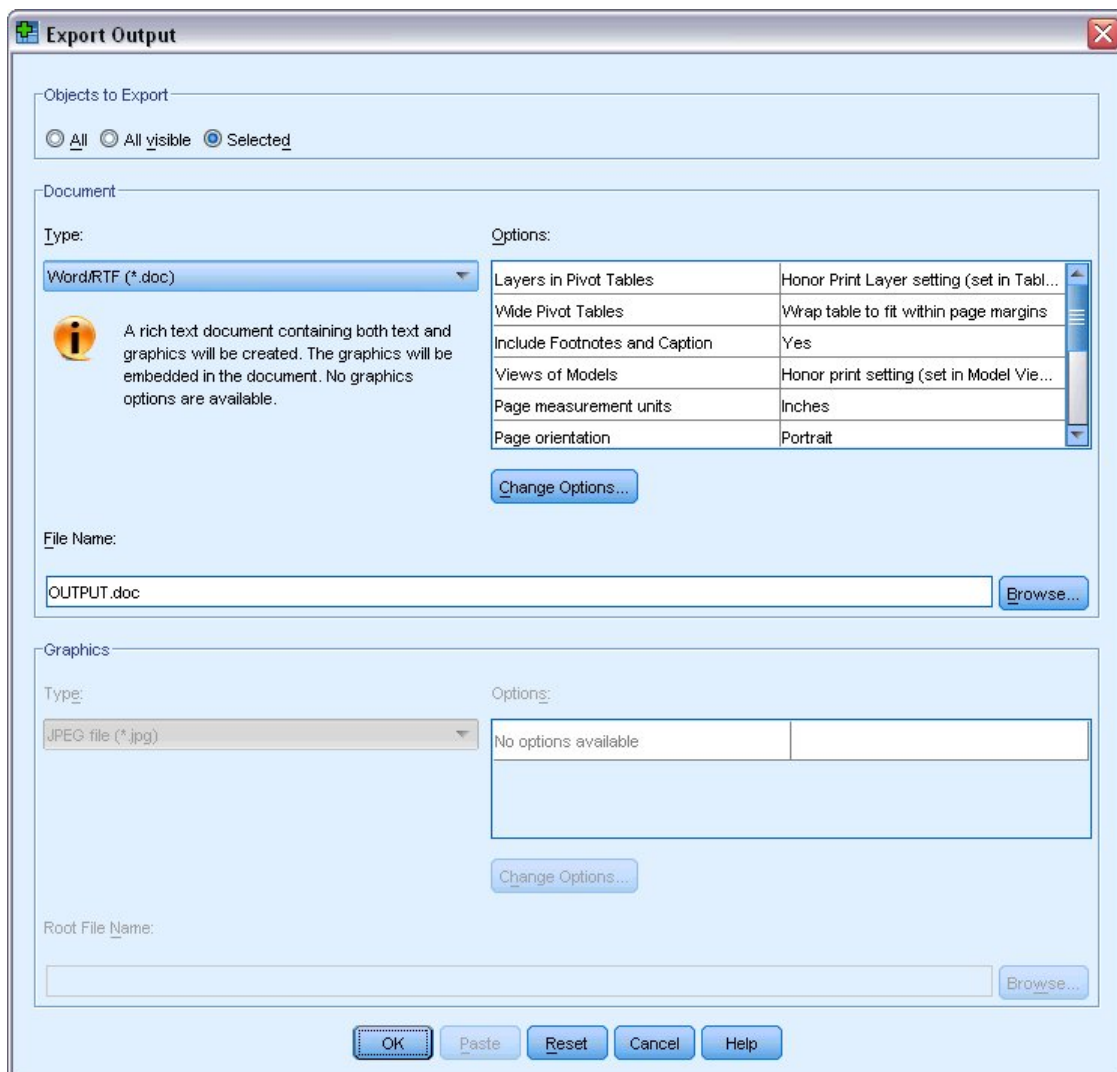 Export Output
Objects to Export
All All visible Selected
Document
Type:
Word/RTF (*.doc)
A rich text document containing both text and
graphics will be created. The graphics will be
embedded in the document. No graphics
options are available.
Options:
Layers in Pivot Tables Honor Print Layer setting (set in Tabl...
Wide Pivot Tables Wrap table to fit within page margins
Include Footnotes and Caption Yes
Views of Models Honor print setting (set in Model Vie...
Page measurement units Inches
Page orientation Portrait
Change Options...
File Name:
OUTPUT.doc Browse...
Graphics
Type:
JPEG file (*.jpg)
Options:
No options available
Change Options...
Root File Name:
Browse...
OK Paste Reset Cancel Help